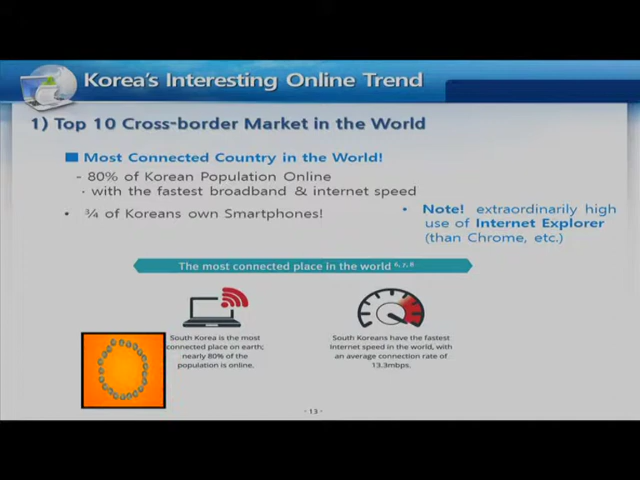 Korea's Interesting Online Trend
1) Top 10 Cross-border Market in the World
■ Most Connected Country in the World!
- 80% of Korean Population Online
· with the fastest broadband & internet speed
• ¾ of Koreans own Smartphones!
• Note! extraordinarily high
use of Internet Explorer
(than Chrome, etc.)
The most connected place in the world 6, 7, 8
South Korea is the most
connected place on earth;
nearly 80% of the
population is online.
South Koreans have the fastest
Internet speed in the world, with
an average connection rate of
13.3mbps.
- 13 -